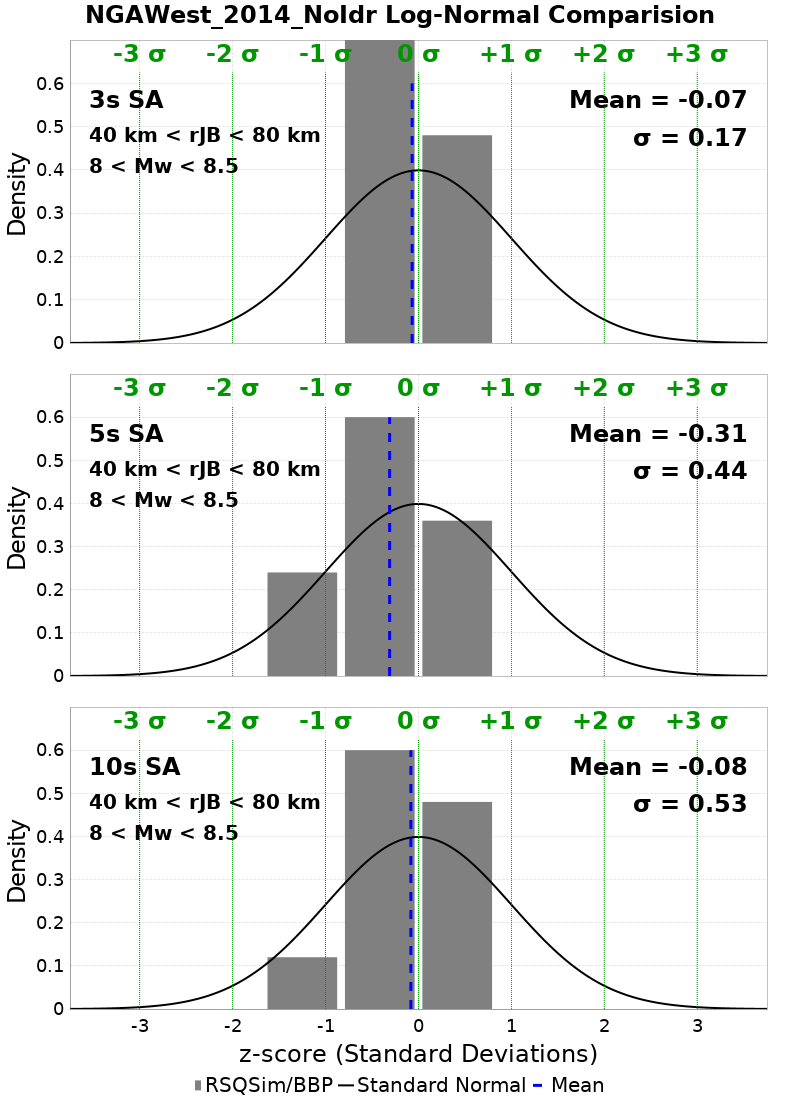 NGAWest_2014_NoIdr Log-Normal Comparision
-3 σ -2 σ -1 σ 0 σ +1 σ +2 σ +3 σ
3s SA
40 km < rJB < 80 km
8 < Mw < 8.5
Mean = -0.07
σ = 0.17
0.6
0.5
0.4
0.3
0.2
0.1
0
Density
-3 σ -2 σ -1 σ 0 σ +1 σ +2 σ +3 σ
5s SA
40 km < rJB < 80 km
8 < Mw < 8.5
Mean = -0.31
σ = 0.44
0.6
0.5
0.4
0.3
0.2
0.1
0
Density
-3 σ -2 σ -1 σ 0 σ +1 σ +2 σ +3 σ
10s SA
40 km < rJB < 80 km
8 < Mw < 8.5
Mean = -0.08
σ = 0.53
0.6
0.5
0.4
0.3
0.2
0.1
0
Density
-3 -2 -1 0 1 2 3
z-score (Standard Deviations)
RSQSim/BBP Standard Normal Mean